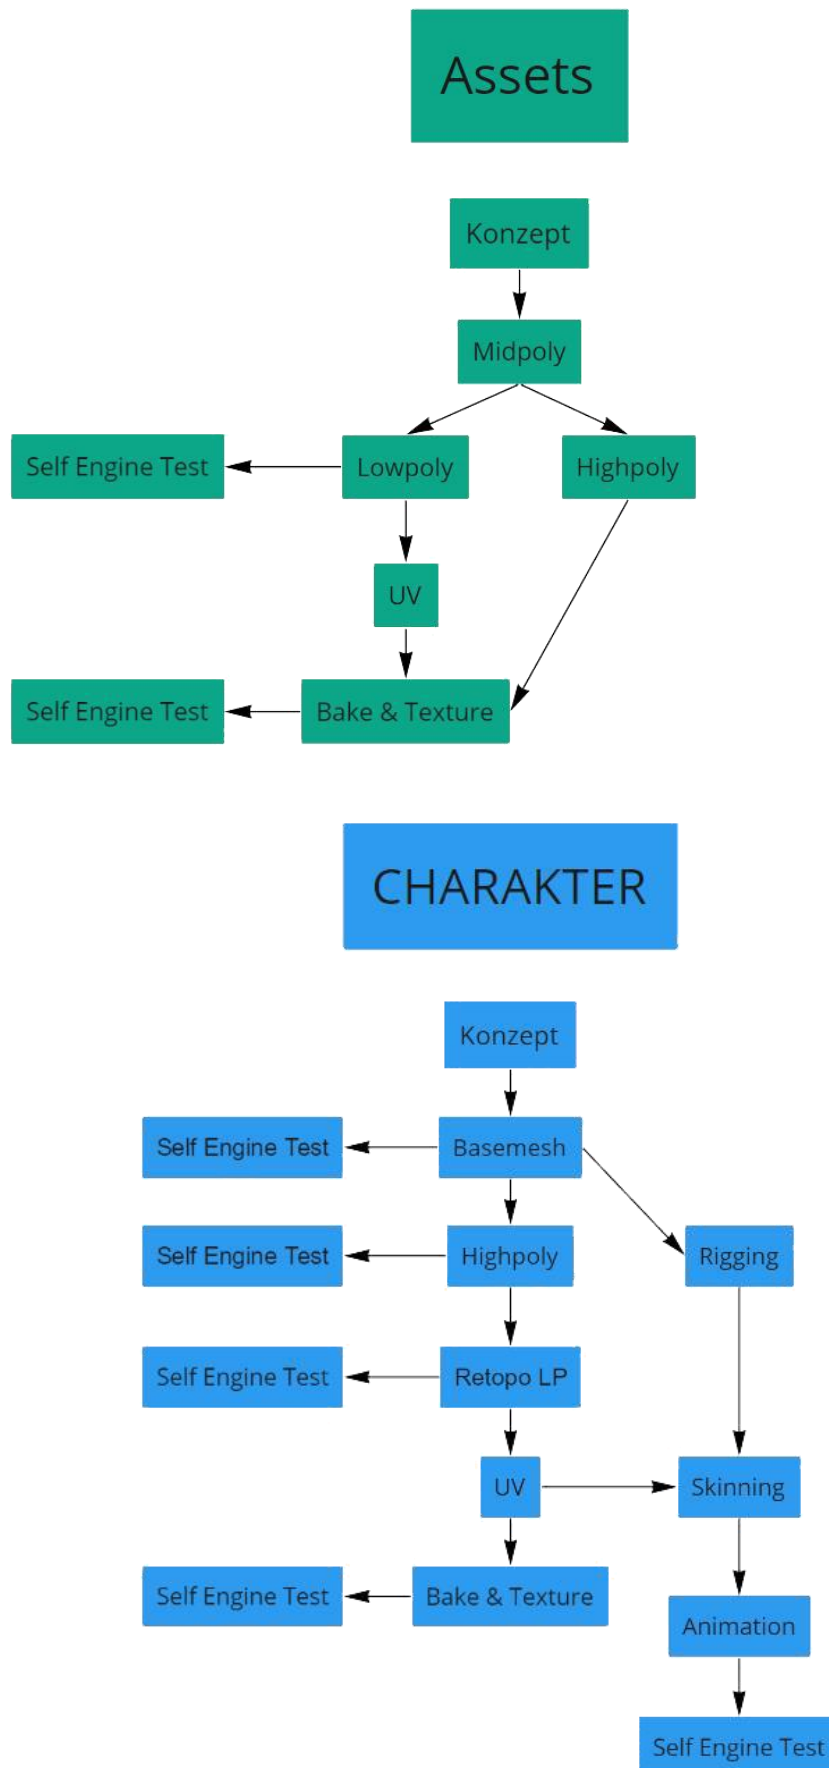 Assets
Konzept
Midpoly
Self Engine Test
Lowpoly
Highpoly
UV
Self Engine Test
Bake & Texture
CHARAKTER
Konzept
Self Engine Test
Basemesh
Self Engine Test
Highpoly
Rigging
Self Engine Test
Retopo LP
UV
Skinning
Self Engine Test
Bake & Texture
Animation
Self Engine Test